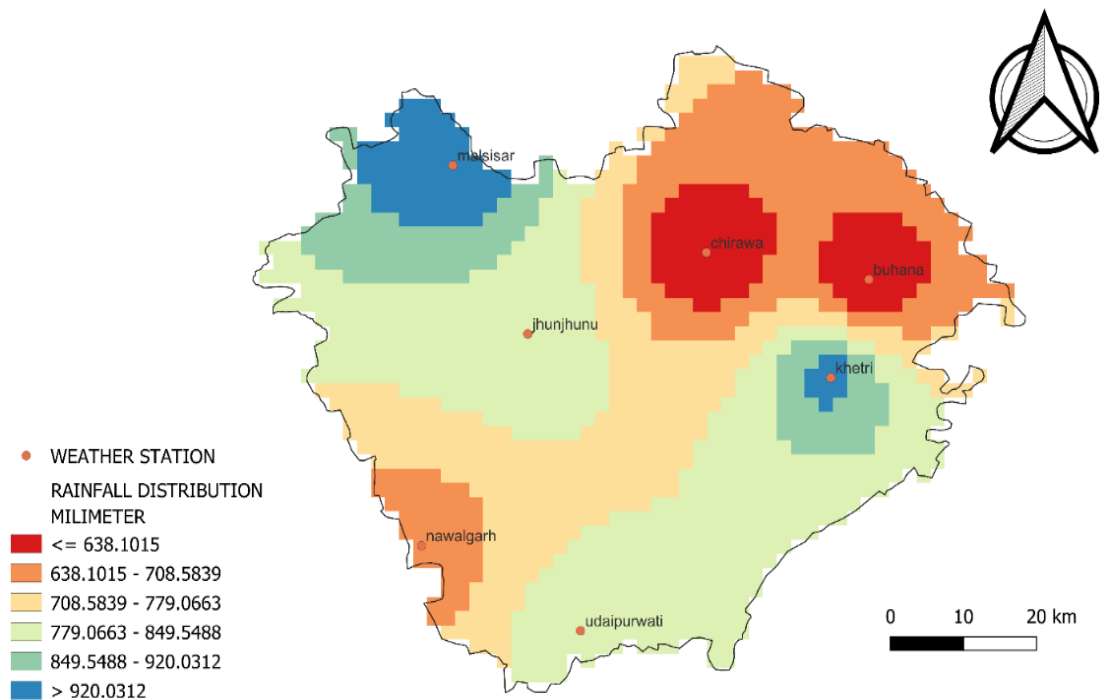 malsisar
chirawa
buhana
jhunjhunu
khetri
nawalgarh
udaipurwati
WEATHER STATION
RAINFALL DISTRIBUTION
MILIMETER
<= 638.1015
638.1015 - 708.5839
708.5839 - 779.0663
779.0663 - 849.5488
849.5488 - 920.0312
> 920.0312
0 10 20 km